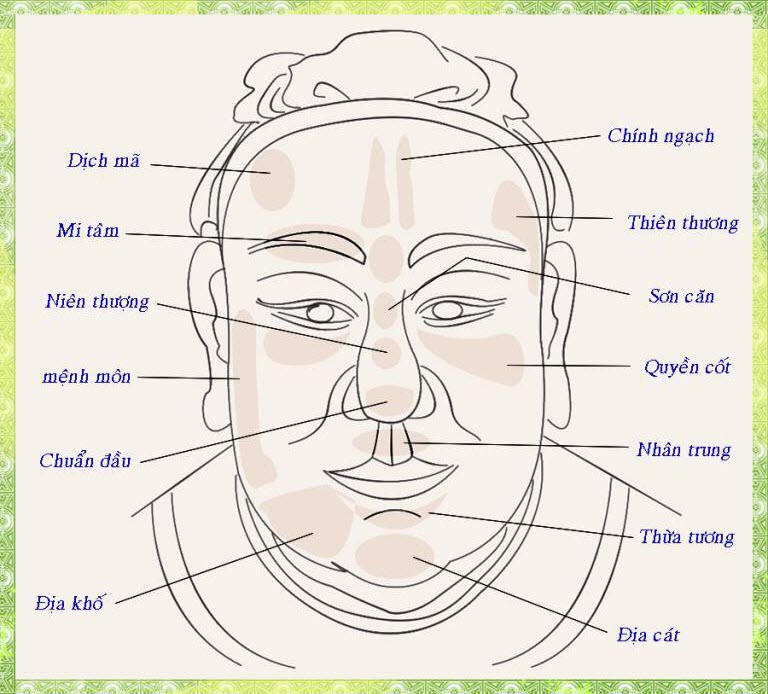 Chính ngạch
Dịch mã
Thiên thương
Mi tâm
Sơn căn
Niên thượng
Quyền cốt
mệnh môn
Nhân trung
Chuẩn đầu
Thừa tương
Địa khố
Địa cát